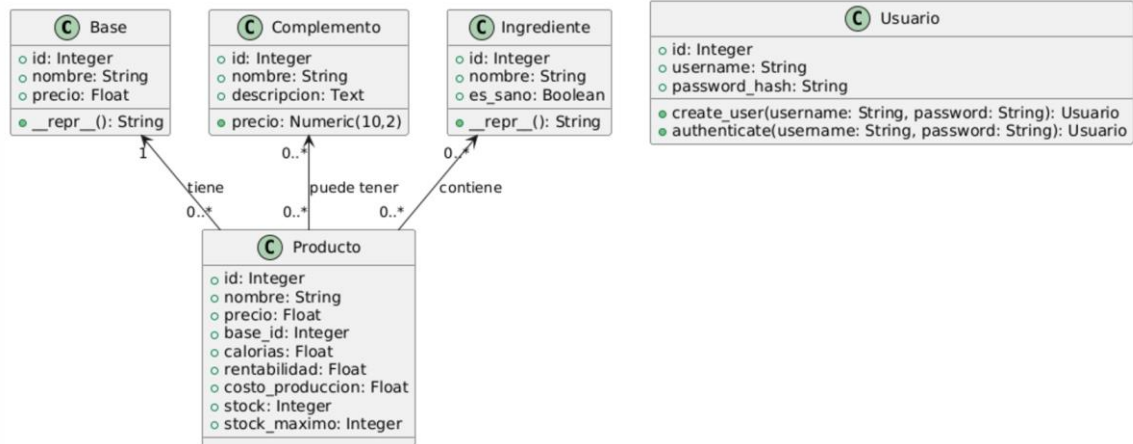 C Base
id: Integer
nombre: String
precio: Float
__repr__(): String
C Complemento
id: Integer
nombre: String
descripcion: Text
precio: Numeric(10,2)
C Ingrediente
id: Integer
nombre: String
es_sano: Boolean
__repr__(): String
C Usuario
id: Integer
username: String
password_hash: String
create_user(username: String, password: String): Usuario
authenticate(username: String, password: String): Usuario
1
0..*
0..*
tiene
puede tener
contiene
0..*
0..*
0..*
C Producto
id: Integer
nombre: String
precio: Float
base_id: Integer
calorias: Float
rentabilidad: Float
costo_produccion: Float
stock: Integer
stock_maximo: Integer